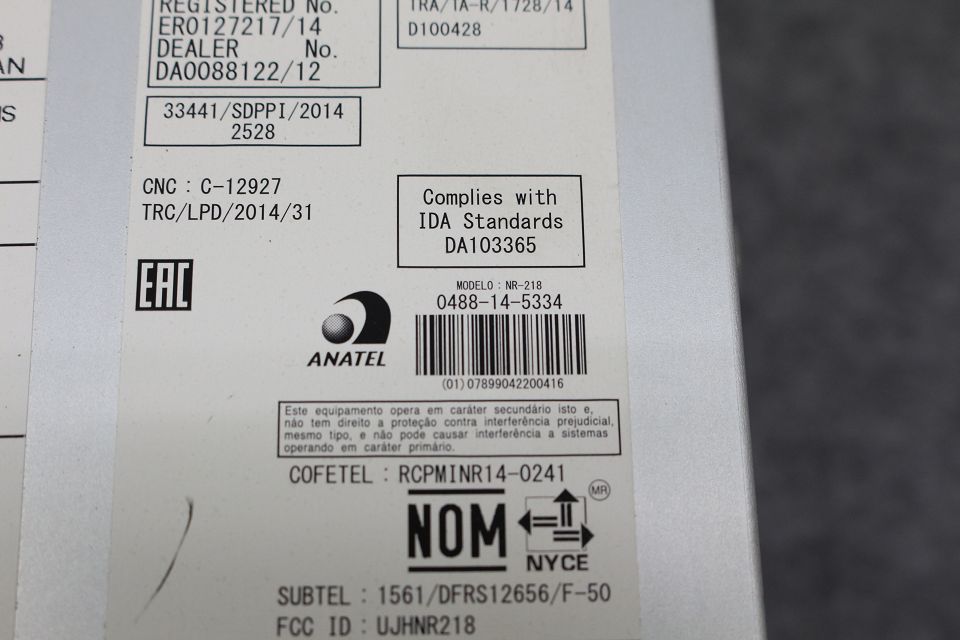 REGISTERED No.
ER0127217/14
DEALER No.
DA0088122/12
TRA/TA-R/1728/14
D100428
33441/SDPPI/2014
2528
CNC : C-12927
TRC/LPD/2014/31
Complies with
IDA Standards
DA103365
EAC
MODELO : NR-218
0488-14-5334
ANATEL
(01)07899042200416
Este equipamento opera em caráter secundário isto e,
não tem direito a proteção contra interferência prejudicial,
mesmo tipo, e não pode causar interferência a sistemas
operando em caráter primário.
COFETEL : RCPMINR14-0241
NOM
MR
NYCE
SUBTEL : 1561/DFRS12656/F-50
FCC ID : UJHNR218